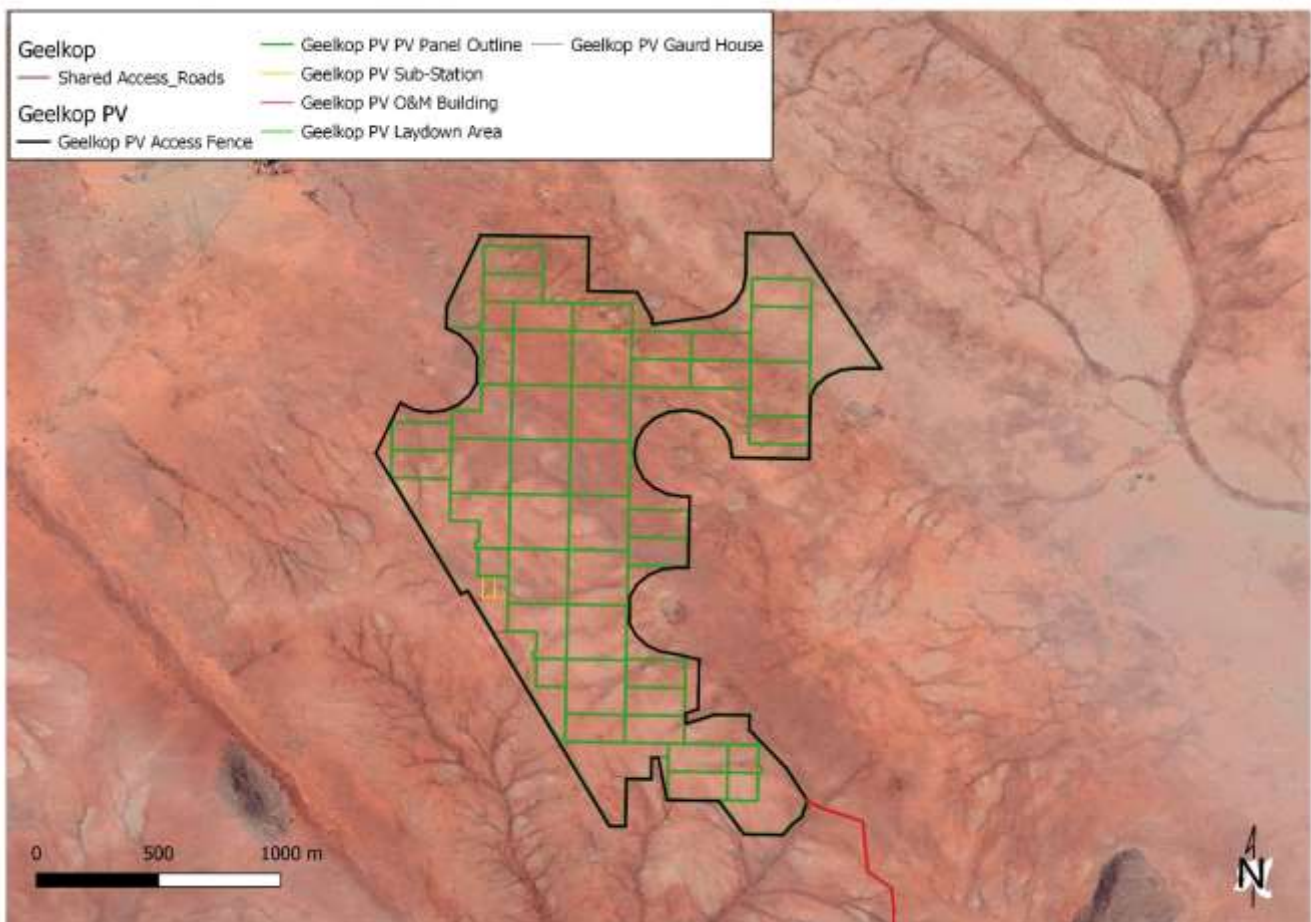 Geelkop
Shared Access_Roads
Geelkop PV
Geelkop PV Access Fence
Geelkop PV PV Panel Outline
Geelkop PV Sub-Station
Geelkop PV O&M Building
Geelkop PV Laydown Area
Geelkop PV Gaurd House
0 500 1000 m
N